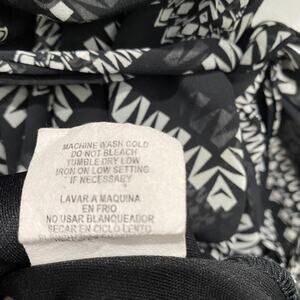 MACHINE WASH COLD
DO NOT BLEACH
TUMBLE DRY LOW
IRON ON LOW SETTING
IF NECESSARY
LAVAR A MAQUINA
EN FRIO
NO USAR BLANQUEADOR
SECAR EN CICLO LENTO